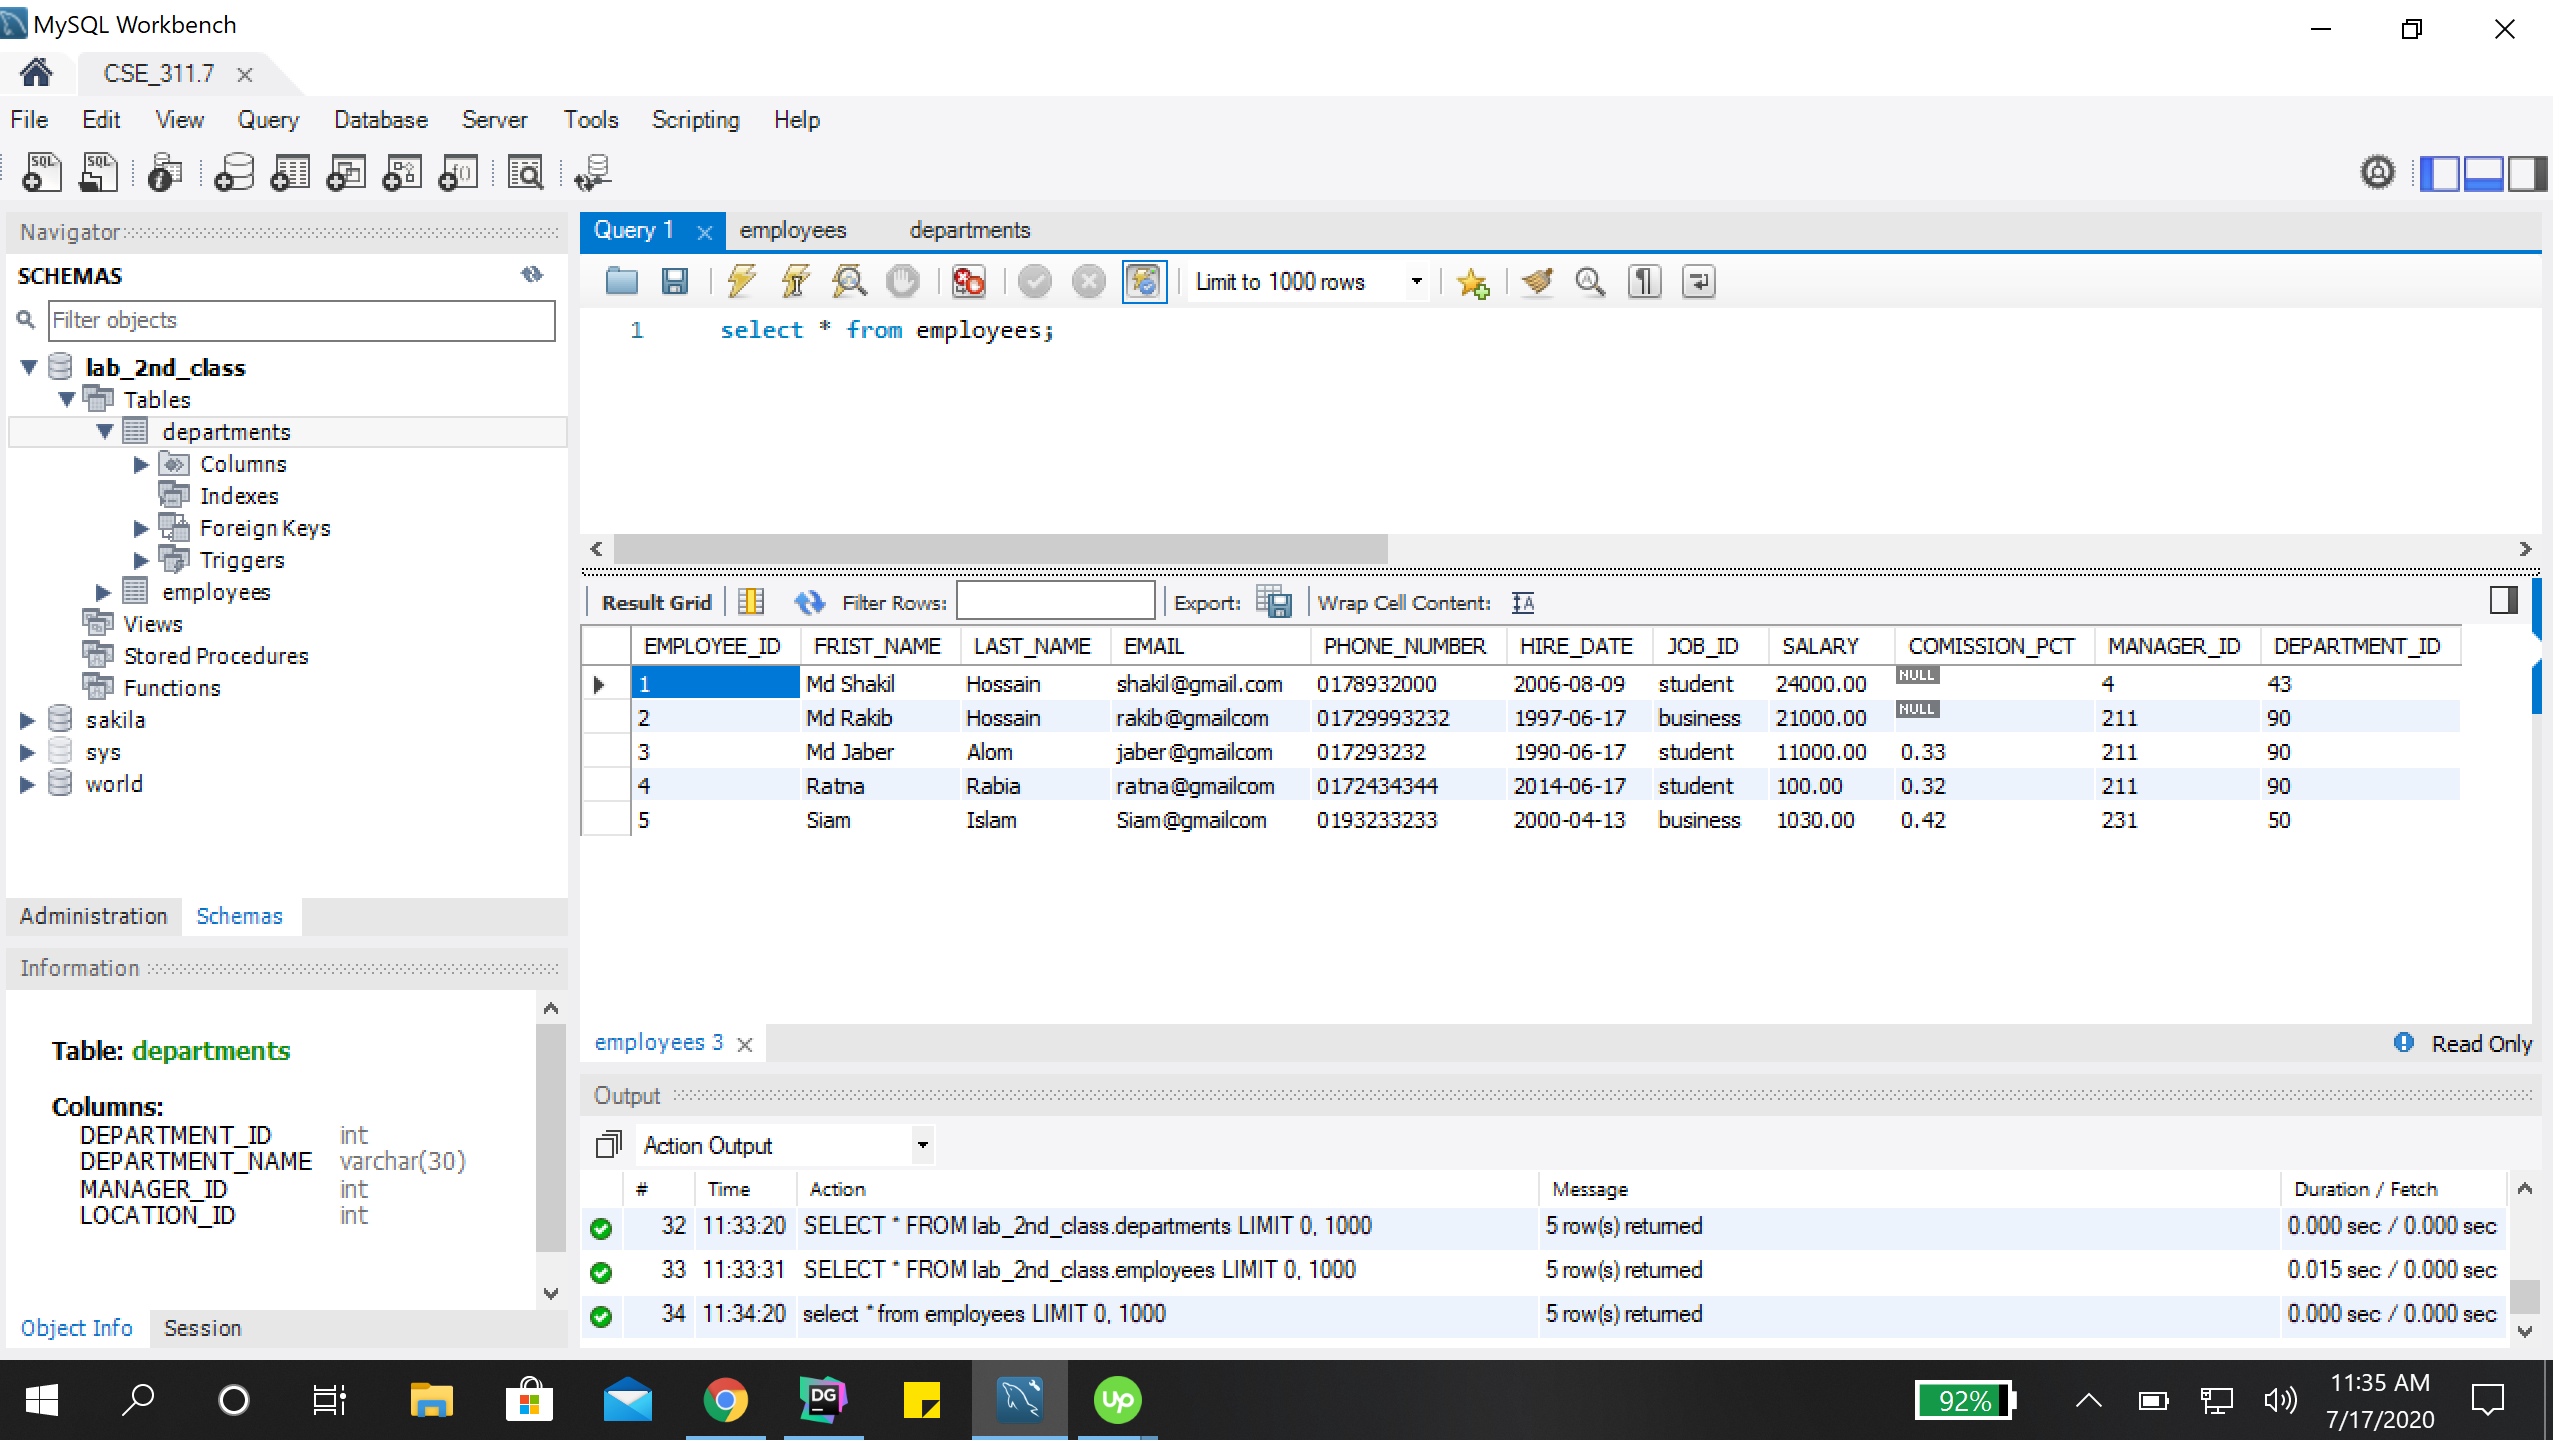 MySQL Workbench
CSE_311.7
File Edit View Query Database Server Tools Scripting Help
Navigator
SCHEMAS
Filter objects
lab_2nd_class
Tables
departments
Columns
Indexes
Foreign Keys
Triggers
employees
Views
Stored Procedures
Functions
sakila
sys
world
Administration Schemas
Information
Table: departments
Columns:
DEPARTMENT_ID int
DEPARTMENT_NAME varchar(30)
MANAGER_ID int
LOCATION_ID int
Object Info Session
Query 1 employees departments
Limit to 1000 rows
1 select * from employees;
Result Grid Filter Rows: Export: Wrap Cell Content:
EMPLOYEE_ID FRIST_NAME LAST_NAME EMAIL PHONE_NUMBER HIRE_DATE JOB_ID SALARY COMISSION_PCT MANAGER_ID DEPARTMENT_ID
1 Md Shakil Hossain shakil@gmail.com 0178932000 2006-08-09 student 24000.00 NULL 4 43
2 Md Rakib Hossain rakib@gmailcom 01729993232 1997-06-17 business 21000.00 NULL 211 90
3 Md Jaber Alom jaber@gmailcom 017293232 1990-06-17 student 11000.00 0.33 211 90
4 Ratna Rabia ratna@gmailcom 0172434344 2014-06-17 student 100.00 0.32 211 90
5 Siam Islam Siam@gmailcom 0193233233 2000-04-13 business 1030.00 0.42 231 50
employees 3 Read Only
Output
Action Output
# Time Action Message Duration / Fetch
32 11:33:20 SELECT * FROM lab_2nd_class.departments LIMIT 0, 1000 5 row(s) returned 0.000 sec / 0.000 sec
33 11:33:31 SELECT * FROM lab_2nd_class.employees LIMIT 0, 1000 5 row(s) returned 0.015 sec / 0.000 sec
34 11:34:20 select * from employees LIMIT 0, 1000 5 row(s) returned 0.000 sec / 0.000 sec
DG
up
92%
11:35 AM
7/17/2020